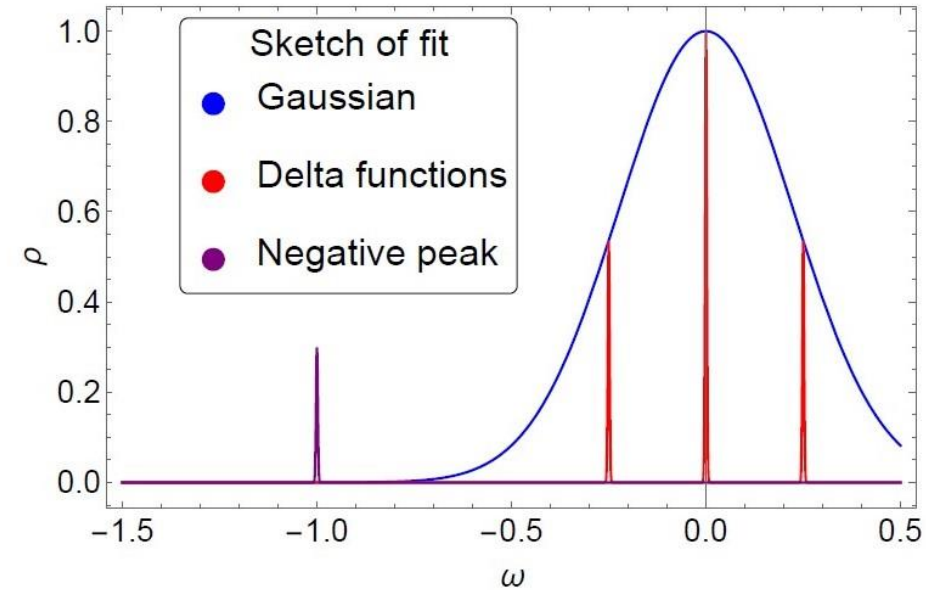 Sketch of fit
Gaussian
Delta functions
Negative peak
1.0
0.8
0.6
0.4
0.2
0.0
ρ
−1.5
−1.0
−0.5
0.0
0.5
ω